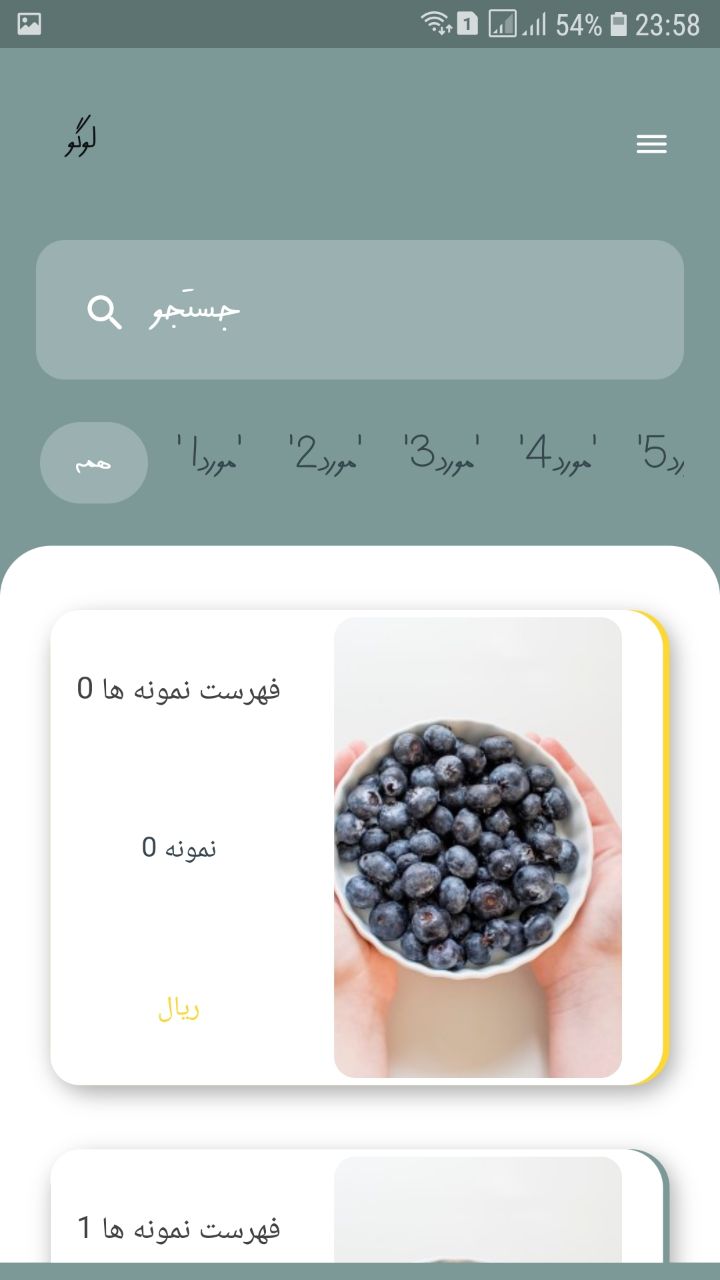 1 54% 23:58
لوگو
جستجو
همه 'مورد1' 'مورد2' 'مورد3' 'مورد4' 'مورد5
فهرست نمونه ها 0
نمونه 0
ریال
فهرست نمونه ها 1